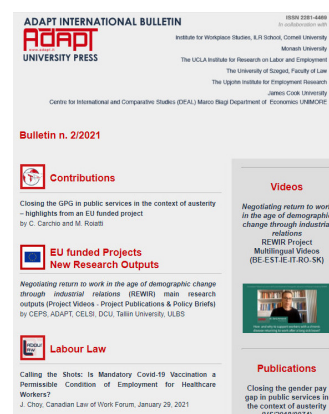 ADAPT INTERNATIONAL BULLETIN
ADAPT
www.adapt.it
UNIVERSITY PRESS
ISSN 2281-4469
In collaboration with
Institute for Workplace Studies, ILR School, Cornell University
Monash University
The UCLA Institute for Research on Labor and Employment
The University of Szeged, Faculty of Law
The Upjohn Institute for Employment Research
James Cook University
Centre for International and Comparative Studies (DEAL) Marco Biagi Department of Economics UNIMORE
Bulletin n. 2/2021
Contributions
Closing the GPG in public services in the context of austerity
– highlights from an EU funded project
by C. Carchio and M. Roiatti
EU funded Projects
New Research Outputs
Negotiating return to work in the age of demographic change
through industrial relations (REWIR) main research
outputs (Project Videos - Project Publications & Policy Briefs)
by CEPS, ADAPT, CELSI, DCU, Tallin University, ULBS
LABOUR
LAW
Labour Law
Calling the Shots: Is Mandatory Covid-19 Vaccination a
Permissible Condition of Employment for Healthcare
Workers?
J. Choy, Canadian Law of Work Forum, January 29, 2021
Videos
Negotiating return to work
in the age of demographic
change through industrial
relations
REWIR Project
Multilingual Videos
(BE-EST-IE-IT-RO-SK)
Publications
Closing the gender pay
gap in public services in
the context of austerity